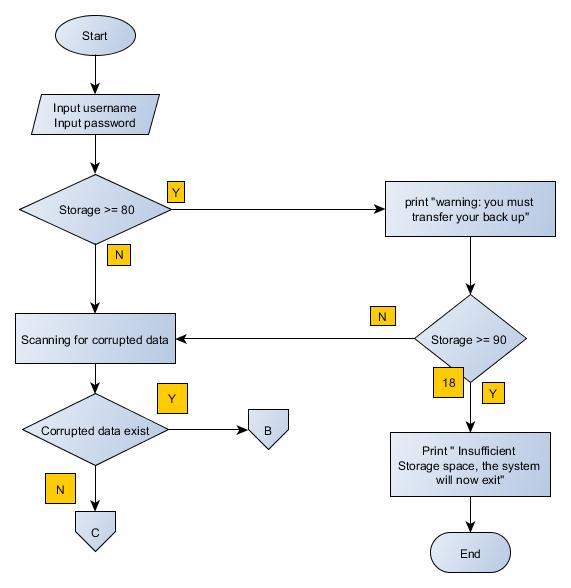 Start
Input username
Input password
Storage >= 80
Y
N
print "warning: you must
transfer your back up"
Storage >= 90
N
18
Y
Scanning for corrupted data
Corrupted data exist
Y
B
N
C
Print " Insufficient
Storage space, the system
will now exit"
End